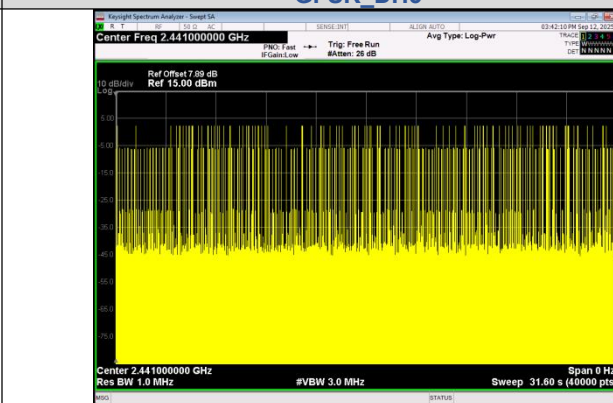 Keysight Spectrum Analyzer - Swept SA
R T RF 50 Ω AC SENSE:INT ALIGN AUTO 03:42:10 PM Sep 12, 2025
Center Freq 2.441000000 GHz
PNO: Fast
IFGain:Low
Trig: Free Run
#Atten: 26 dB
Avg Type: Log-Pwr
TRACE 1 2 3 4 5
TYPE W
DET N N N N N
Ref Offset 7.89 dB
10 dB/div Ref 15.00 dBm
Log
5.00
-5.00
-15.0
-25.0
-35.0
-45.0
-55.0
-65.0
-75.0
Center 2.441000000 GHz Span 0 Hz
Res BW 1.0 MHz #VBW 3.0 MHz Sweep 31.60 s (40000 pts
MSG STATUS